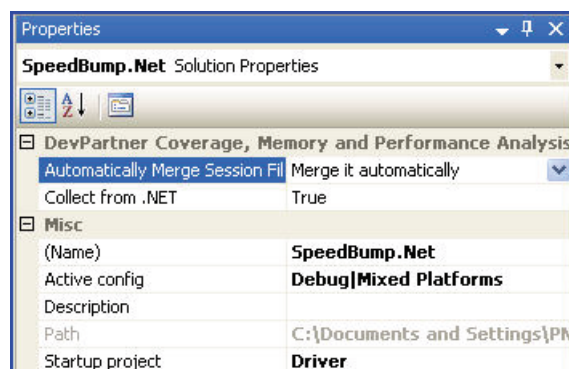 Properties
SpeedBump.Net Solution Properties
DevPartner Coverage, Memory and Performance Analysis
Automatically Merge Session Fil Merge it automatically
Collect from .NET True
Misc
(Name) SpeedBump.Net
Active config Debug|Mixed Platforms
Description
Path C:\Documents and Settings\PN
Startup project Driver